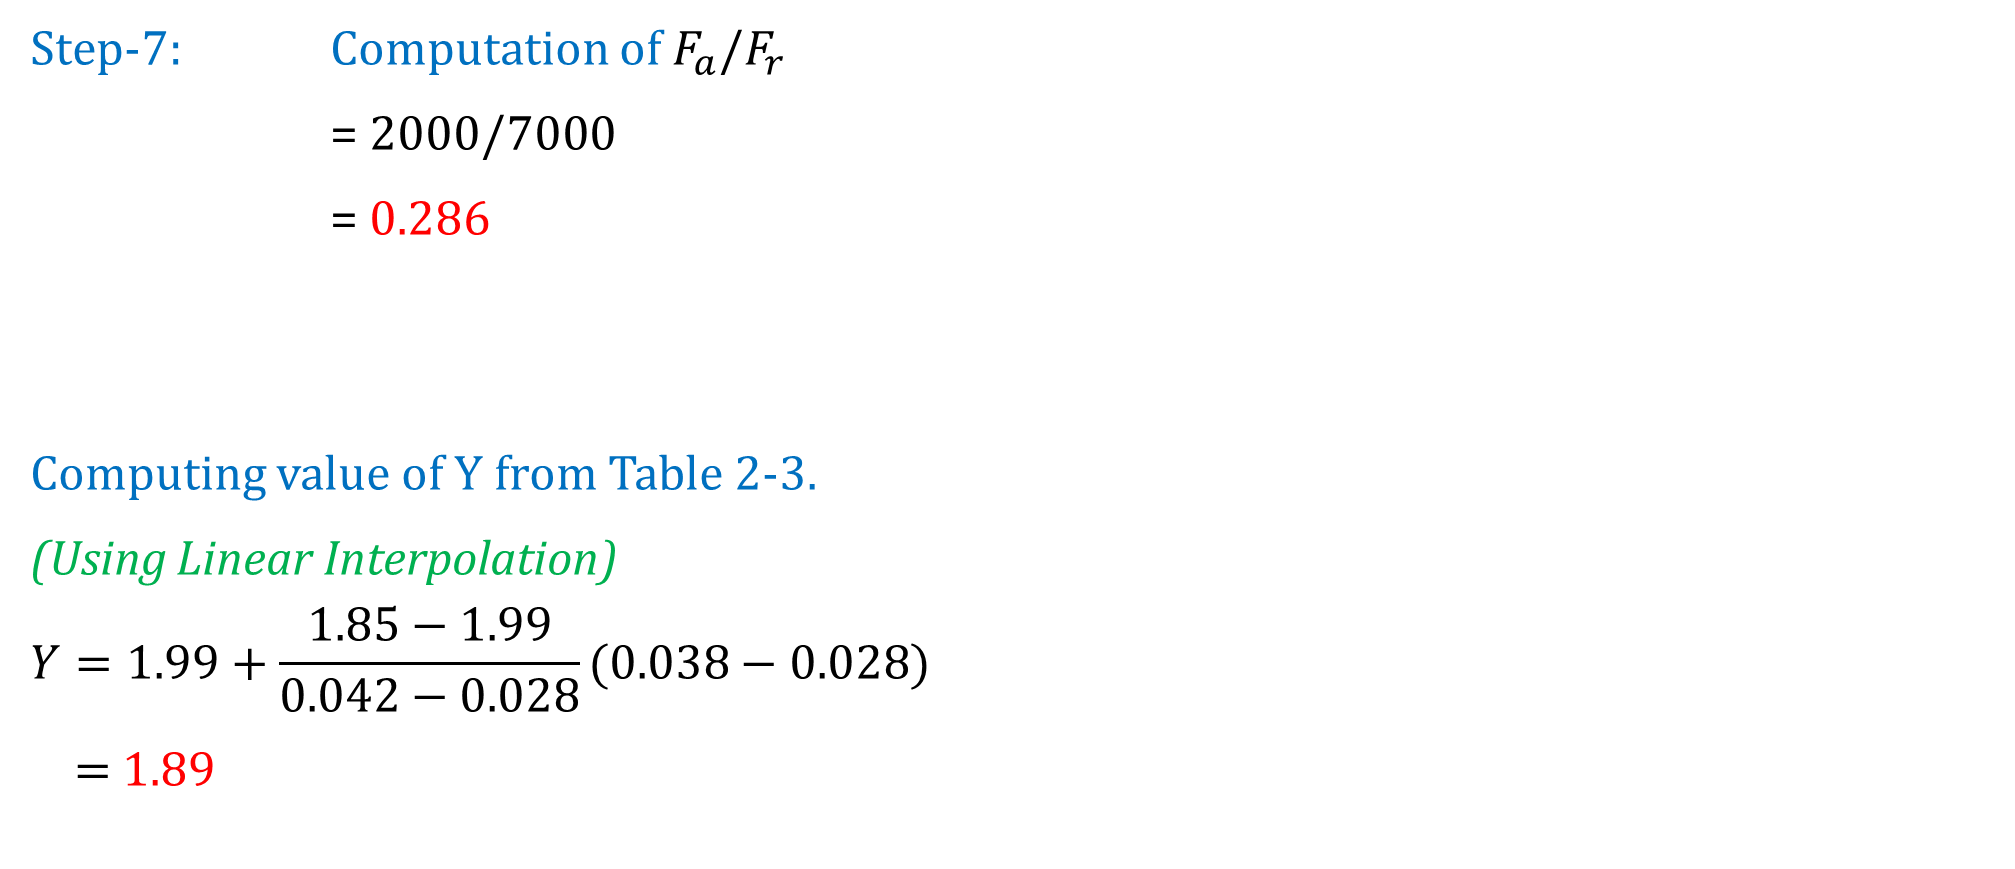 Step-7: Computation of Fₐ/Fᵣ
= 2000/7000
= 0.286
Computing value of Y from Table 2-3.
(Using Linear Interpolation)
Y = 1.99 + \frac{1.85 − 1.99}{0.042 − 0.028} (0.038 − 0.028)
= 1.89